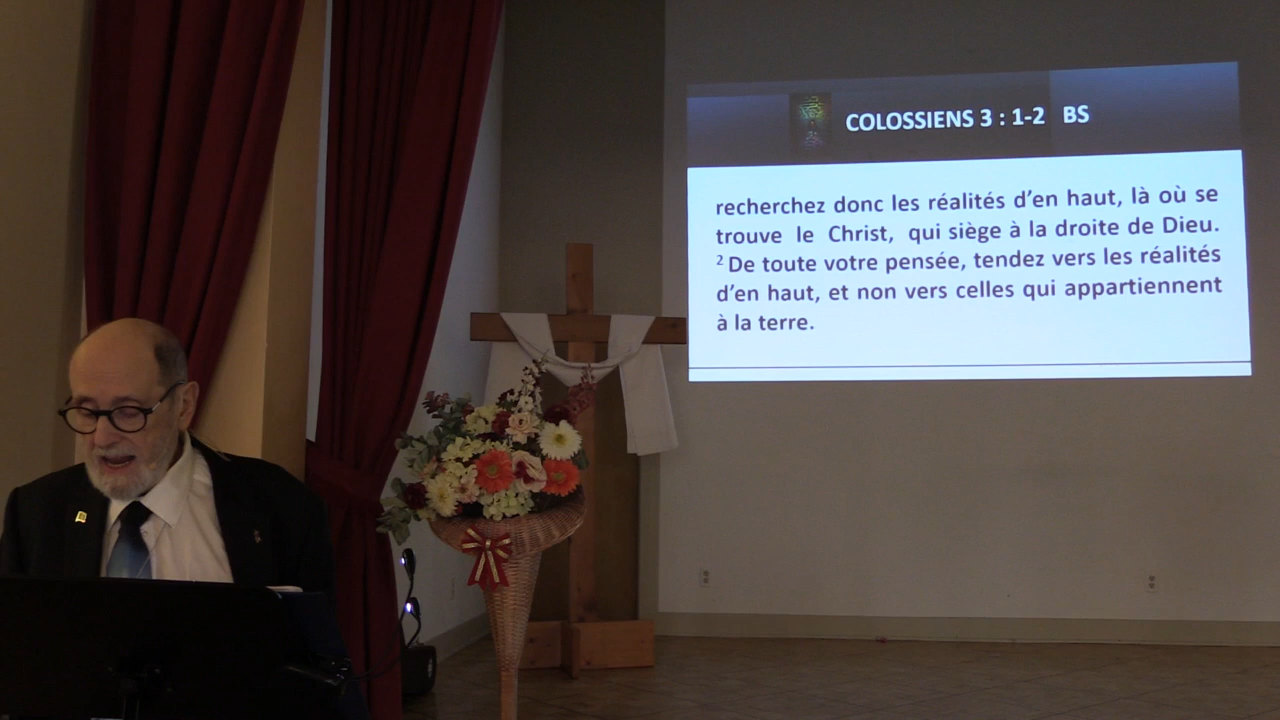 COLOSSIENS 3 : 1-2 BS
recherchez donc les réalités d’en haut, là où se
trouve le Christ, qui siège à la droite de Dieu.
² De toute votre pensée, tendez vers les réalités
d’en haut, et non vers celles qui appartiennent
à la terre.